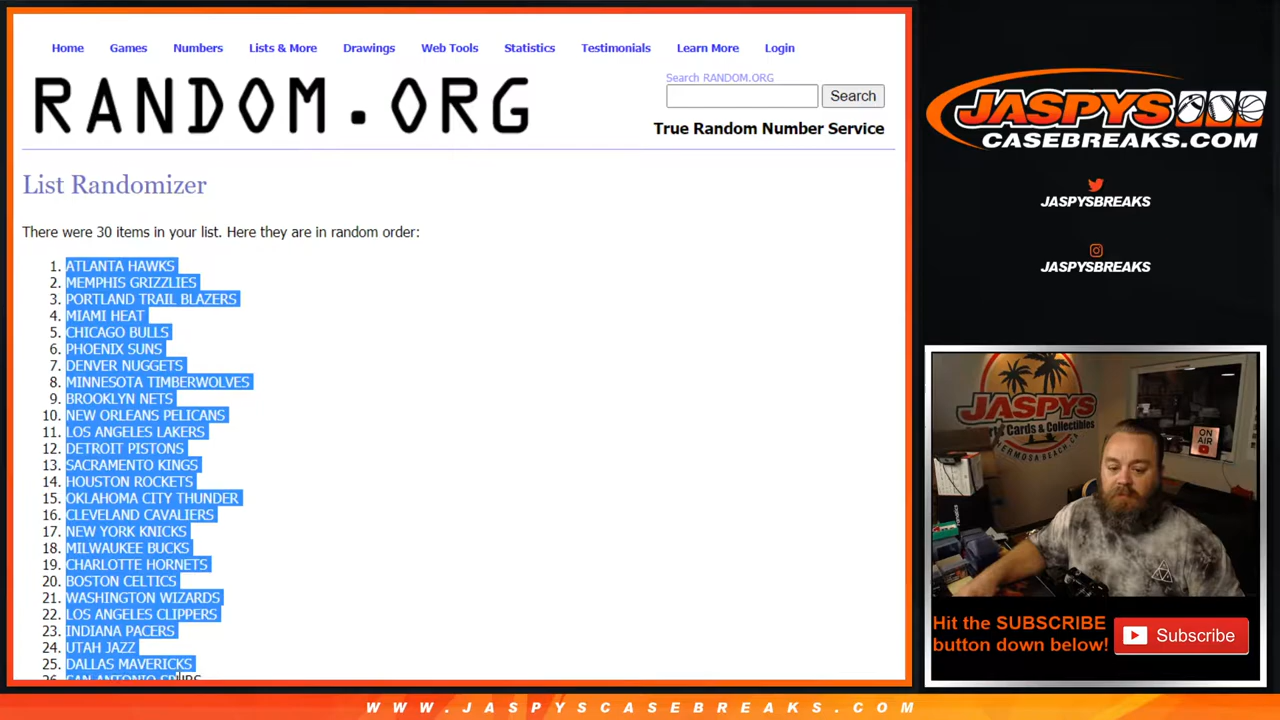 Home Games Numbers Lists & More Drawings Web Tools Statistics Testimonials Learn More Login
RANDOM.ORG
Search RANDOM.ORG
Search
True Random Number Service
List Randomizer
There were 30 items in your list. Here they are in random order:
1. ATLANTA HAWKS
2. MEMPHIS GRIZZLIES
3. PORTLAND TRAIL BLAZERS
4. MIAMI HEAT
5. CHICAGO BULLS
6. PHOENIX SUNS
7. DENVER NUGGETS
8. MINNESOTA TIMBERWOLVES
9. BROOKLYN NETS
10. NEW ORLEANS PELICANS
11. LOS ANGELES LAKERS
12. DETROIT PISTONS
13. SACRAMENTO KINGS
14. HOUSTON ROCKETS
15. OKLAHOMA CITY THUNDER
16. CLEVELAND CAVALIERS
17. NEW YORK KNICKS
18. MILWAUKEE BUCKS
19. CHARLOTTE HORNETS
20. BOSTON CELTICS
21. WASHINGTON WIZARDS
22. LOS ANGELES CLIPPERS
23. INDIANA PACERS
24. UTAH JAZZ
25. DALLAS MAVERICKS
26. SAN ANTONIO SPURS
JASPYS
CASEBREAKS.COM
JASPYSBREAKS
JASPYSBREAKS
JASPYS
Sports Cards & Collectibles
HERMOSA BEACH, CA
ON
AIR
Hit the SUBSCRIBE
button down below!
Subscribe
WWW.JASPYSCASEBREAKS.COM